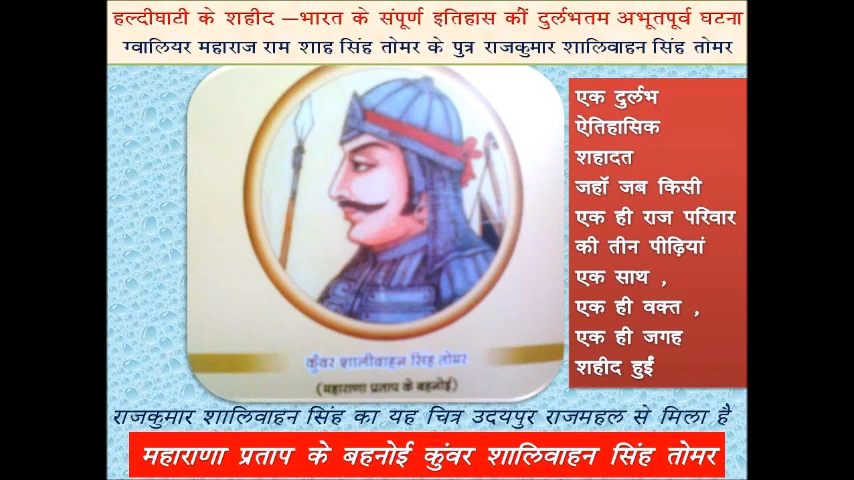 हल्दीघाटी के शहीद –भारत के संपूर्ण इतिहास कीं दुर्लभतम अभूतपूर्व घटना
ग्वालियर महाराज राम शाह सिंह तोमर के पुत्र राजकुमार शालिवाहन सिंह तोमर
एक दुर्लभ
ऐतिहासिक
शहादत
जहॉ जब किसी
एक ही राज परिवार
की तीन पीढ़ियां
एक साथ ,
एक ही वक्त ,
एक ही जगह
शहीद हुईं
कुँवर शालीवाहन सिंह तोमर
(महाराणा प्रताप के बहनोई)
राजकुमार शालिवाहन सिंह का यह चित्र उदयपुर राजमहल से मिला है
महाराणा प्रताप के बहनोई कुंवर शालिवाहन सिंह तोमर